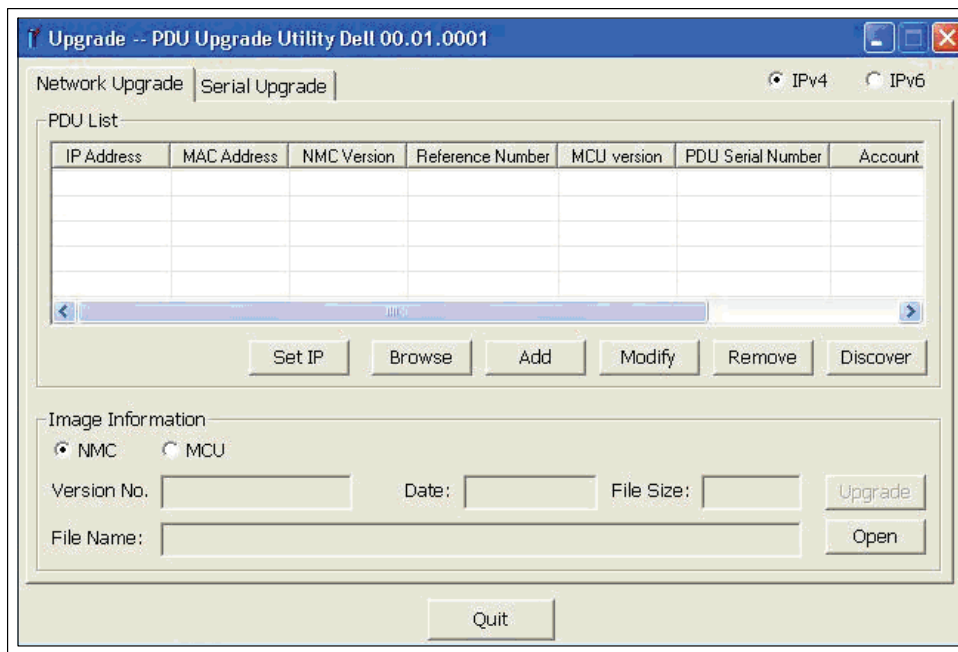 Upgrade -- PDU Upgrade Utility Dell 00.01.0001
Network Upgrade Serial Upgrade IPv4 IPv6
PDU List
IP Address MAC Address NMC Version Reference Number MCU version PDU Serial Number Account
Set IP Browse Add Modify Remove Discover
Image Information
NMC MCU
Version No. Date: File Size: Upgrade
File Name: Open
Quit